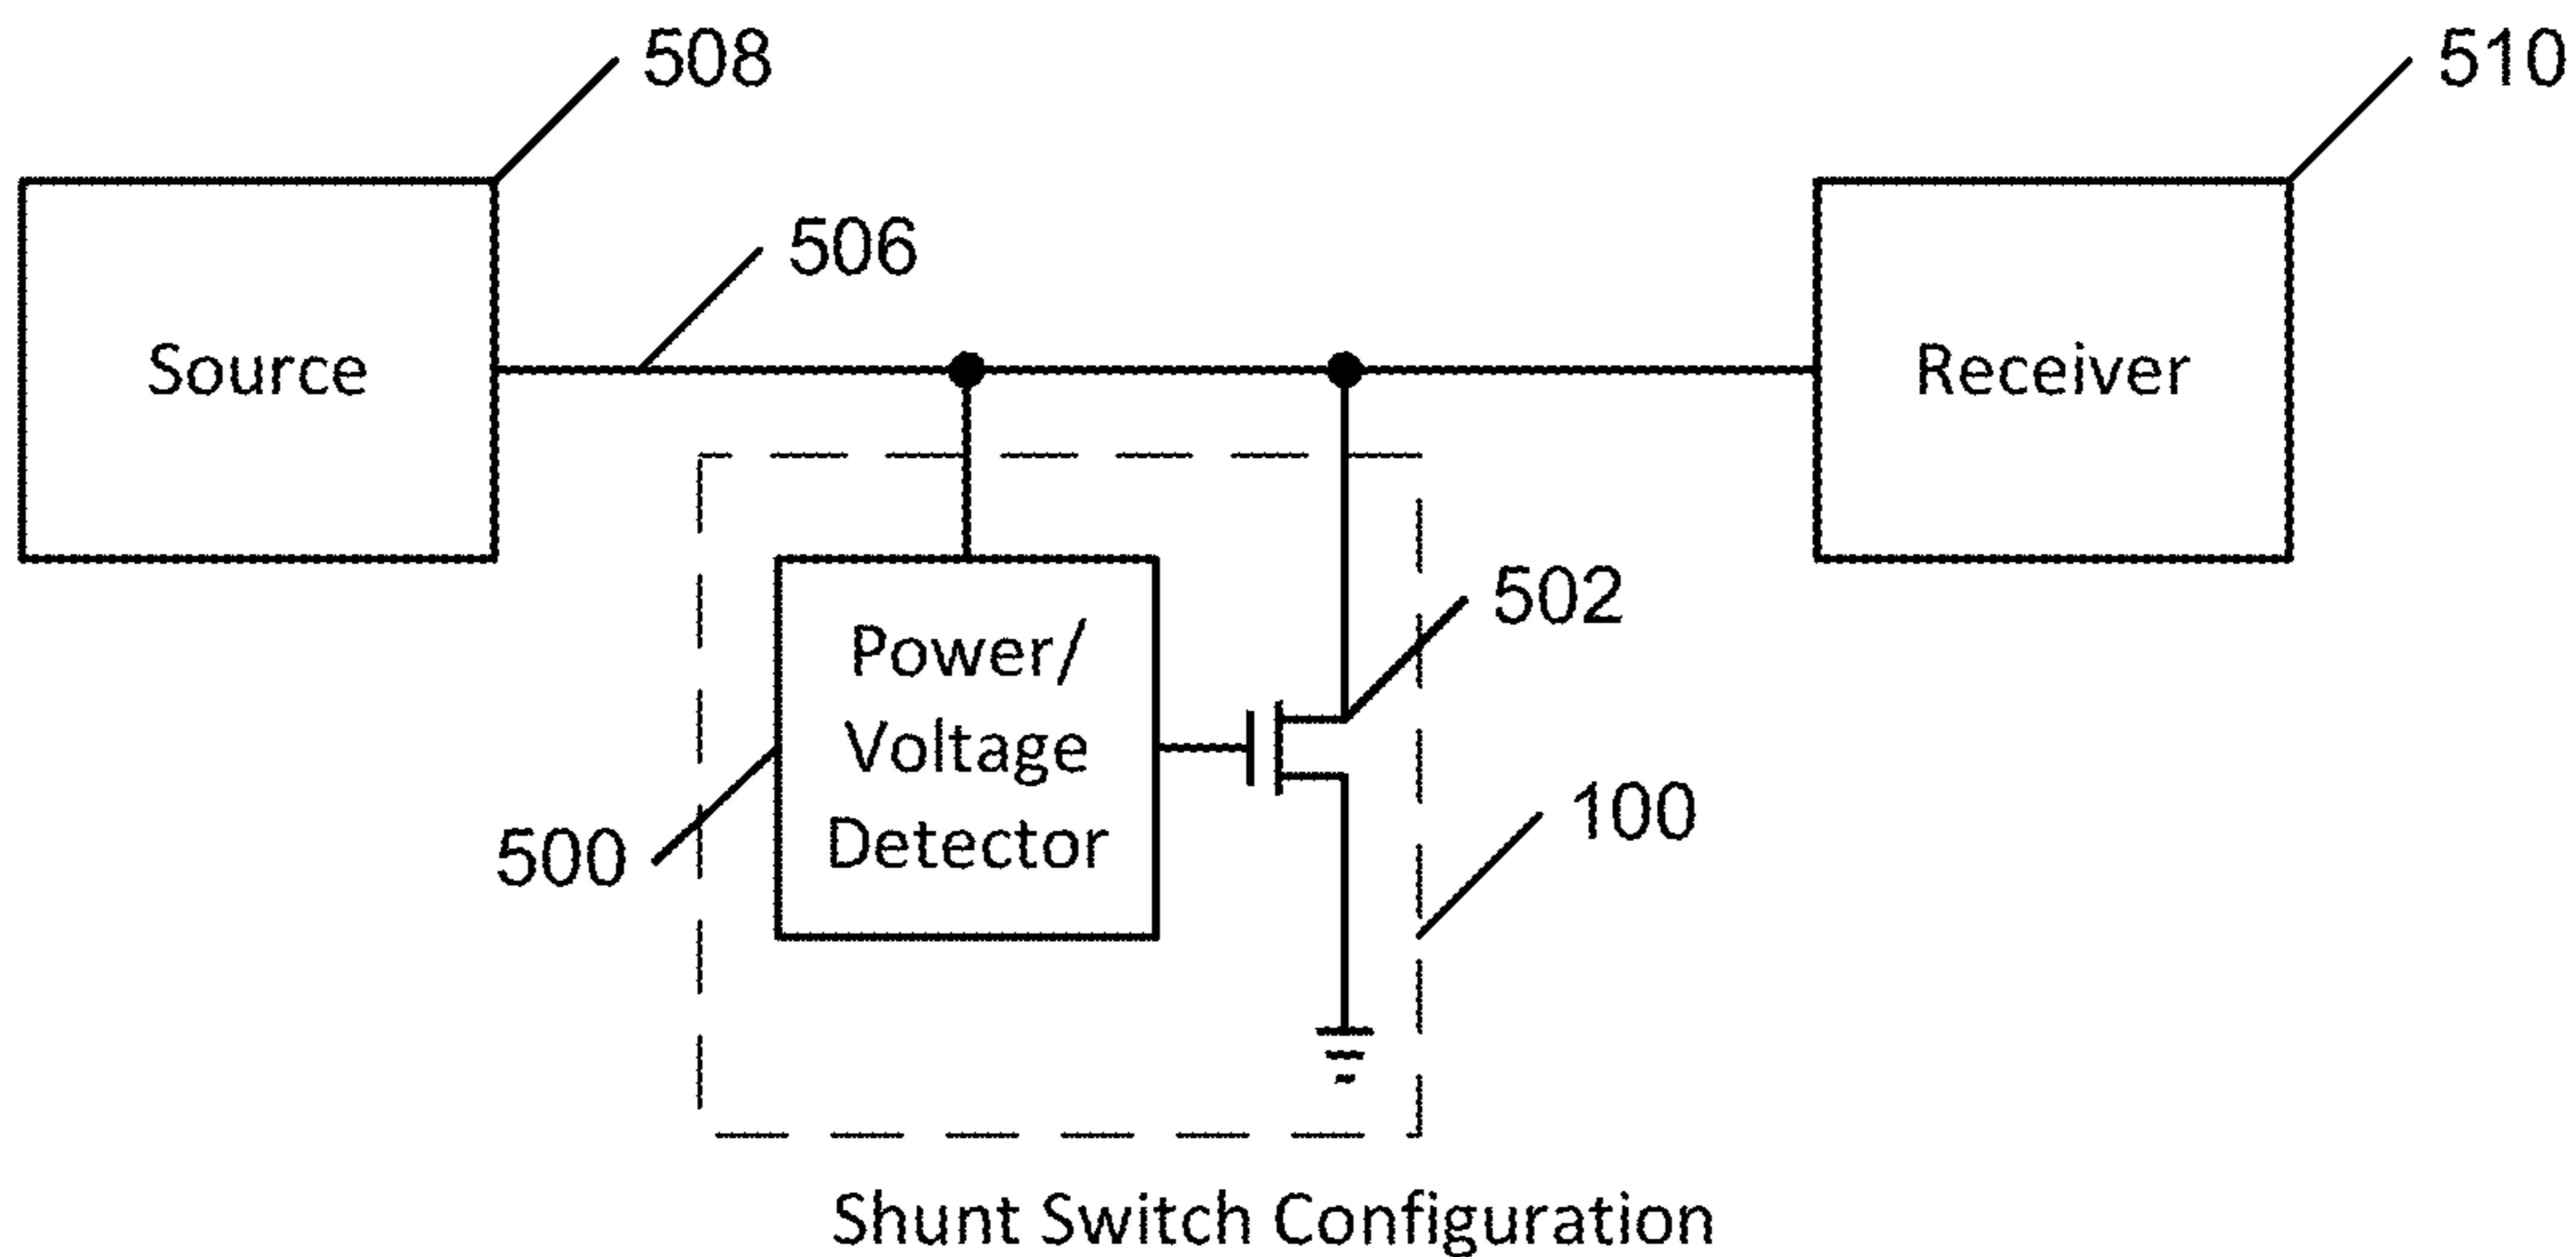 508
510
506
Source
Receiver
502
Power/
Voltage
Detector
100
500
Shunt Switch Configuration